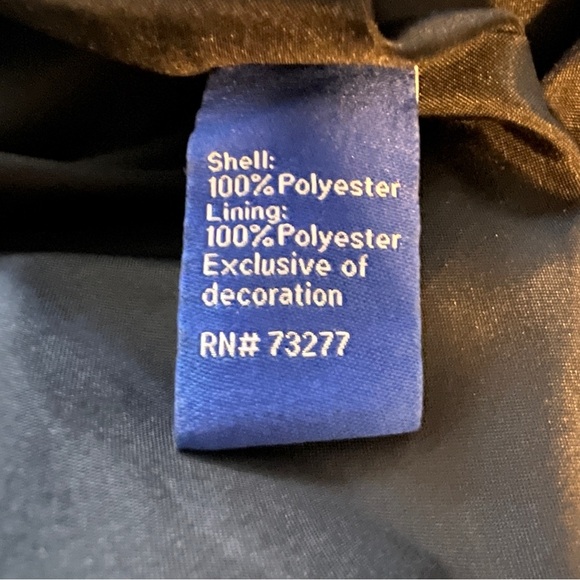 Shell:
100% Polyester
Lining:
100% Polyester
Exclusive of
decoration
RN# 73277